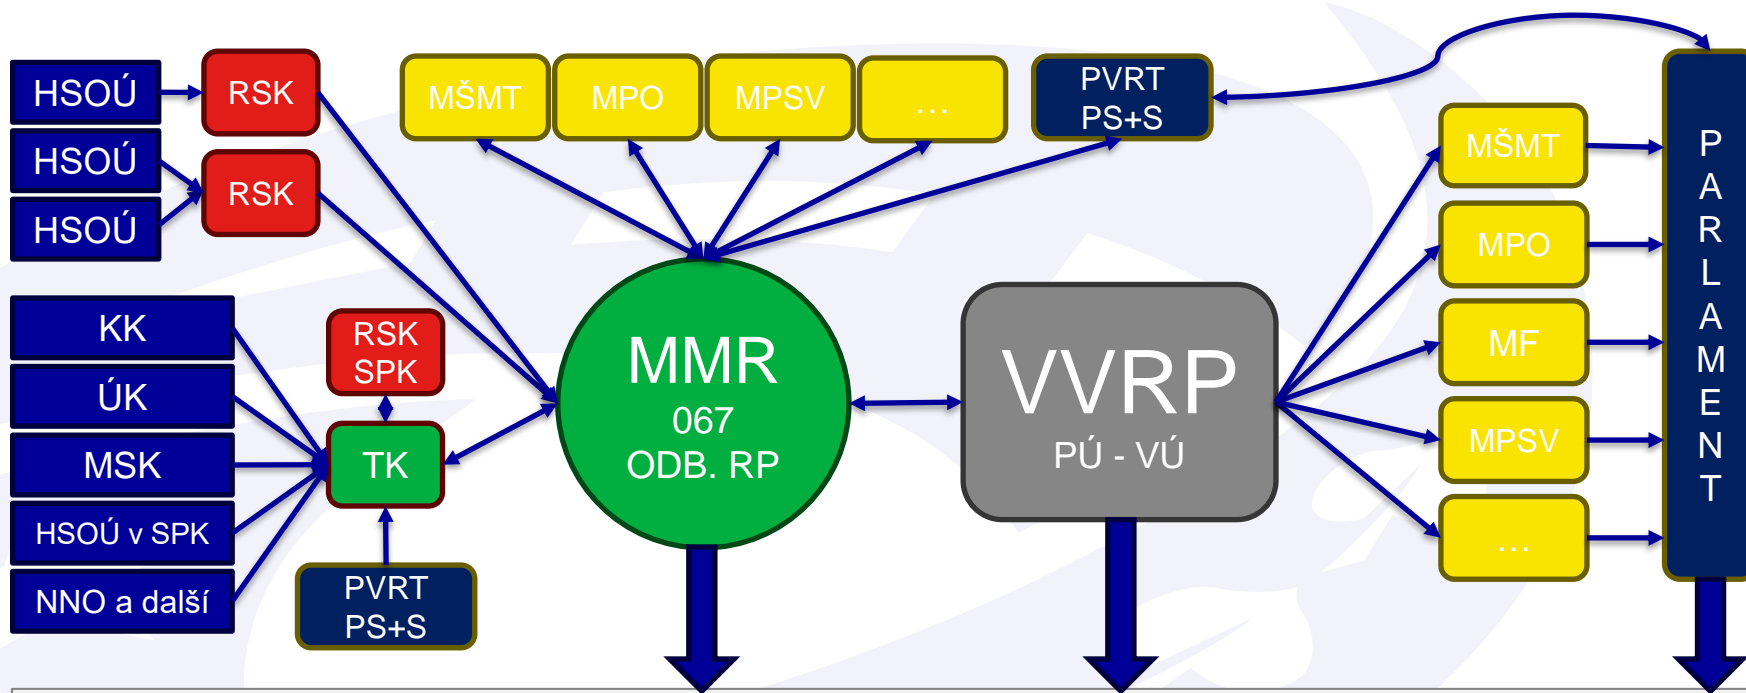 HSOÚ
HSOÚ
HSOÚ
RSK
RSK
MŠMT
MPO
MPSV
...
PVRT
PS+S
KK
ÚK
MSK
HSOÚ v SPK
NNO a další
RSK
SPK
TK
PVRT
PS+S
MMR
067
ODB. RP
VVRP
PÚ - VÚ
MŠMT
MPO
MF
MPSV
...
P
A
R
L
A
M
E
N
T